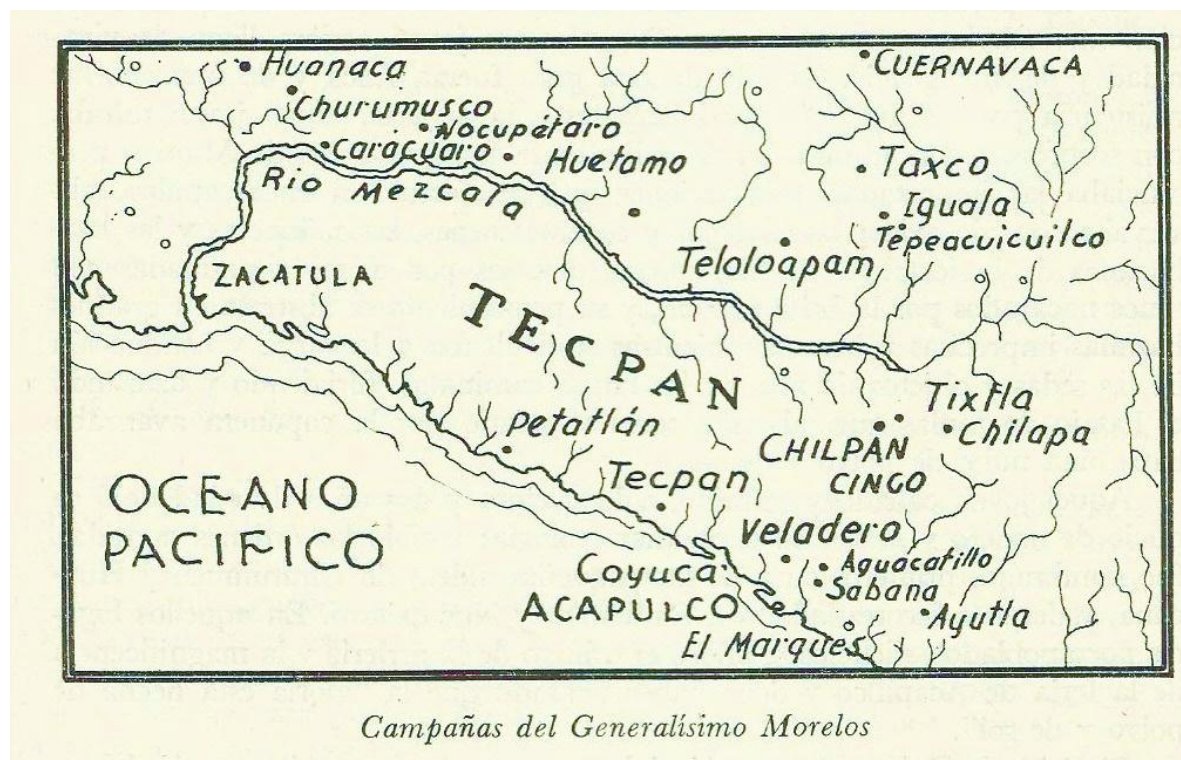 Huanaca
CUERNAVACA
Churumusco
Nocupétaro
Caracuaro
Huetamo
Taxco
Rio Mezcala
Iguala
Tepeacuicuilco
Teloloapam
ZACATULA
TECPAN
Tixtla
Petatlán
CHILPAN
CINGO
Chilapa
Tecpan
OCEANO
PACIFICO
Veladero
Aguacatillo
Coyuca
Sabana
ACAPULCO
Ayutla
El Marques
Campañas del Generalísimo Morelos